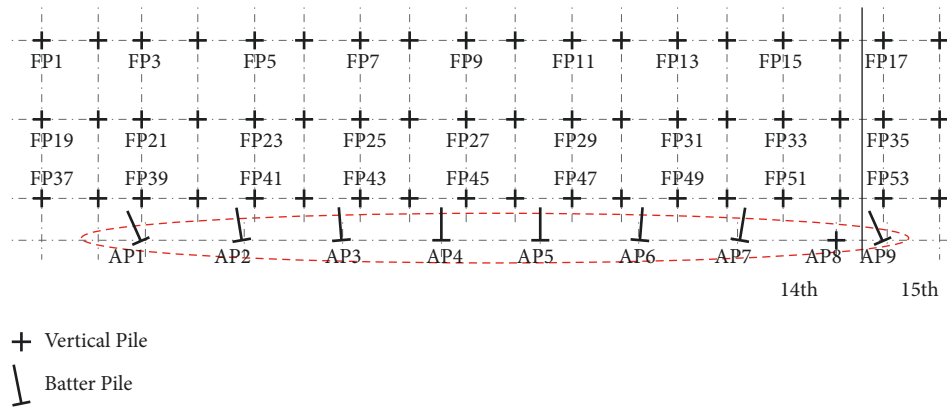 FP1 FP3 FP5 FP7 FP9 FP11 FP13 FP15 FP17
FP19 FP21 FP23 FP25 FP27 FP29 FP31 FP33 FP35
FP37 FP39 FP41 FP43 FP45 FP47 FP49 FP51 FP53
AP1 AP2 AP3 AP4 AP5 AP6 AP7 AP8 AP9
14th 15th
Vertical Pile
Batter Pile